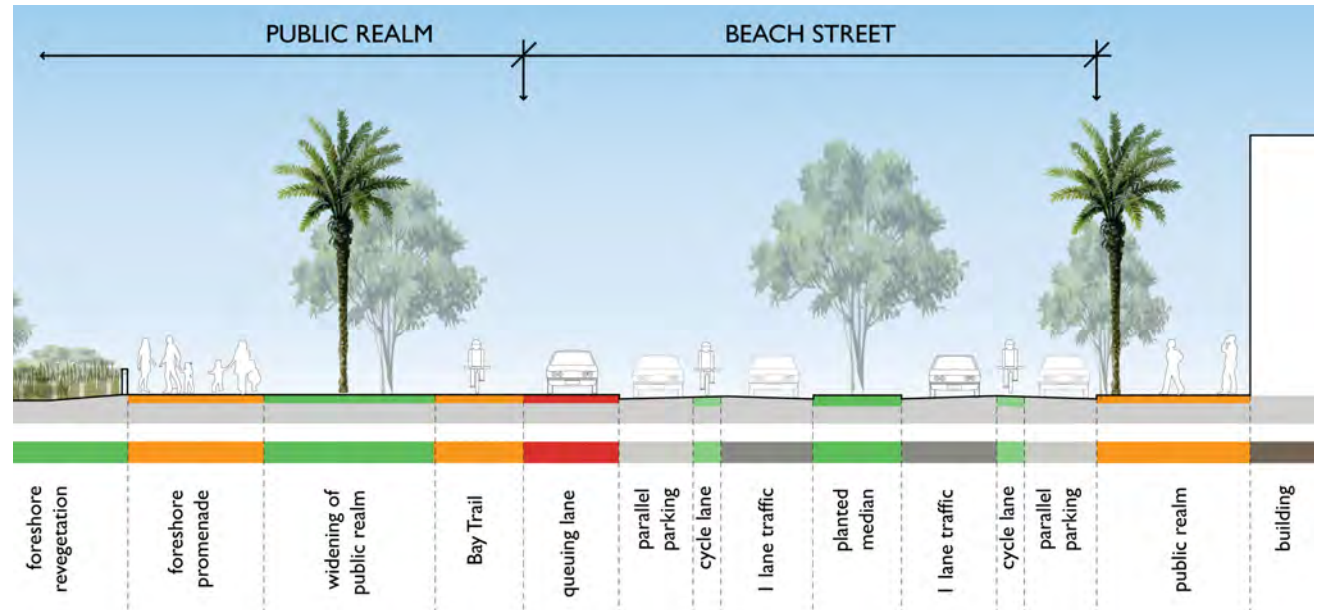 PUBLIC REALM
BEACH STREET
foreshore
revegetation
foreshore
promenade
widening of
public realm
Bay Trail
queuing lane
parallel
parking
cycle lane
1 lane traffic
planted
median
1 lane traffic
cycle lane
parallel
parking
public realm
building